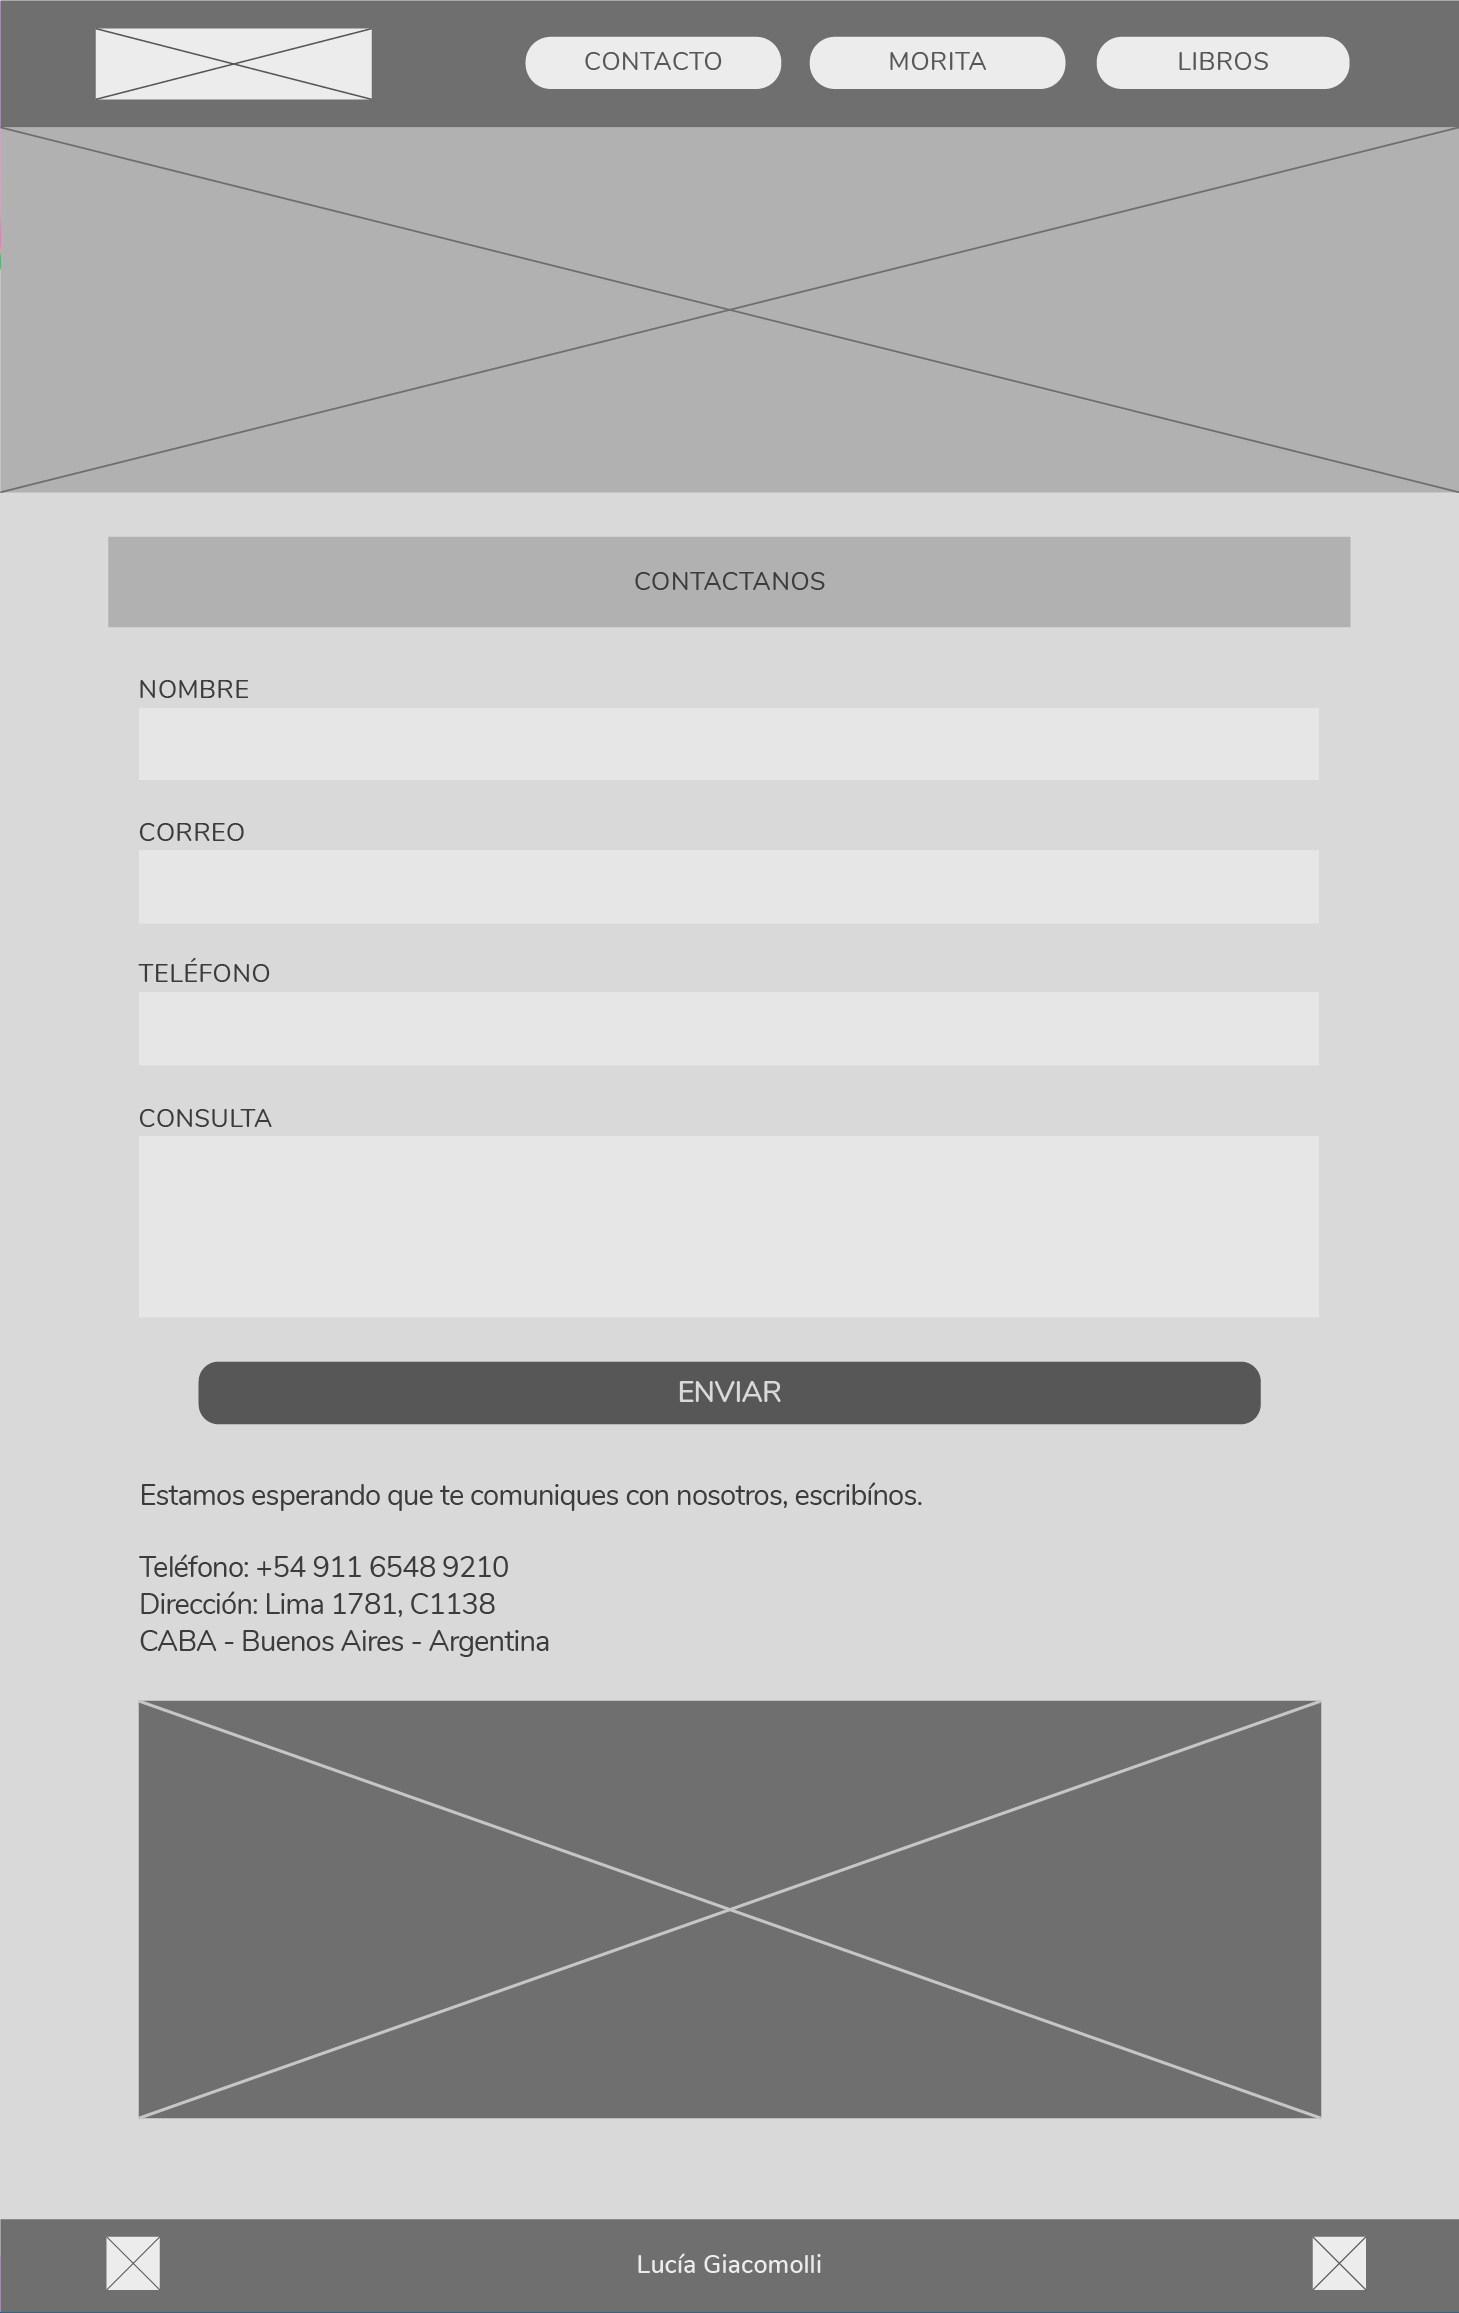 CONTACTO
MORITA
LIBROS
CONTACTANOS
NOMBRE
CORREO
TELÉFONO
CONSULTA
ENVIAR
Estamos esperando que te comuniques con nosotros, escribínos.
Teléfono: +54 911 6548 9210
Dirección: Lima 1781, C1138
CABA - Buenos Aires - Argentina
Lucía Giacomolli